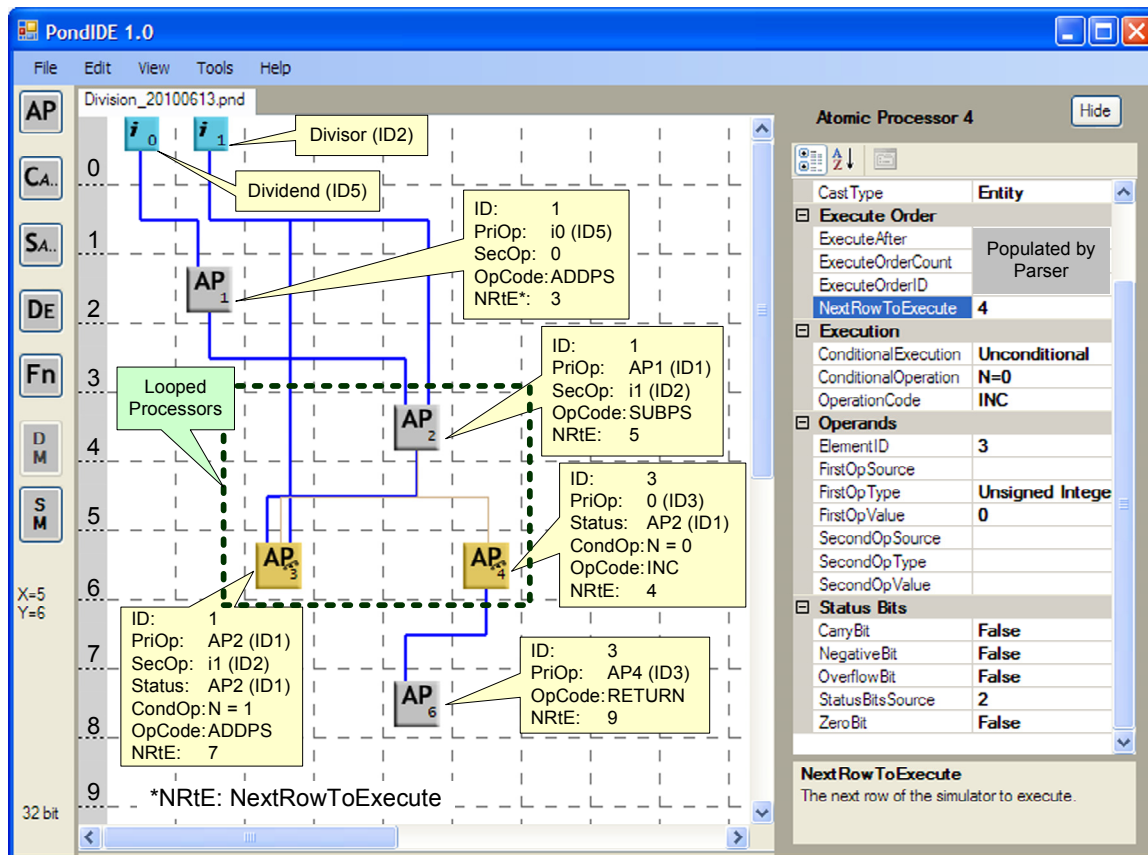 PondIDE 1.0
File Edit View Tools Help
AP
CA..
SA..
DE
Fn
D M
S M
X=5
Y=6
32 bit
Division_20100613.pnd
0
1
2
3
4
5
6
7
8
9
i 0
i 1
Divisor (ID2)
Dividend (ID5)
AP 1
ID: 1
PriOp: i0 (ID5)
SecOp: 0
OpCode: ADDPS
NRtE*: 3
Looped Processors
AP 2
ID: 1
PriOp: AP1 (ID1)
SecOp: i1 (ID2)
OpCode: SUBPS
NRtE: 5
AP 3
AP 4
ID: 3
PriOp: 0 (ID3)
Status: AP2 (ID1)
CondOp: N = 0
OpCode: INC
NRtE: 4
ID: 1
PriOp: AP2 (ID1)
SecOp: i1 (ID2)
Status: AP2 (ID1)
CondOp: N = 1
OpCode: ADDPS
NRtE: 7
AP 6
ID: 3
PriOp: AP4 (ID3)
OpCode: RETURN
NRtE: 9
*NRtE: NextRowToExecute
Atomic Processor 4
Hide
A Z
CastType Entity
Execute Order
ExecuteAfter
ExecuteOrderCount
ExecuteOrderID
Populated by
Parser
NextRowToExecute 4
Execution
ConditionalExecution Unconditional
ConditionalOperation N=0
OperationCode INC
Operands
ElementID 3
FirstOpSource
FirstOpType Unsigned Intege
FirstOpValue 0
SecondOpSource
SecondOpType
SecondOpValue
Status Bits
CarryBit False
NegativeBit False
OverflowBit False
StatusBitsSource 2
ZeroBit False
NextRowToExecute
The next row of the simulator to execute.